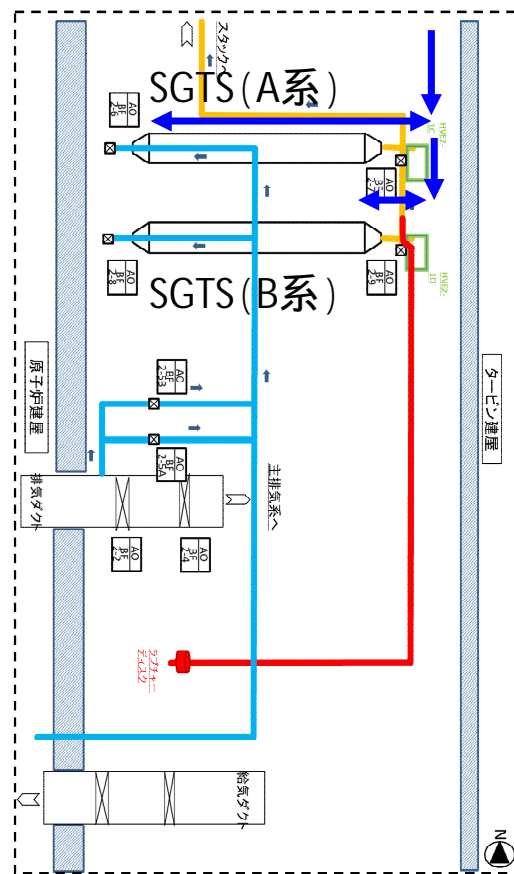 スタックへ
SGTS(A系)
AO
BF
2-6
HVE2-
1C
AO
BF
2-7
AO
BF
2-8
AO
BF
2-9
HVE2-
1D
SGTS(B系)
原子炉建屋
タービン建屋
AO
BF
2-5B
AO
BF
2-5A
排気ダクト
主排気系へ
AO
BF
2-2
AO
BF
2-4
ラプチャー
ディスク
給気ダクト
N